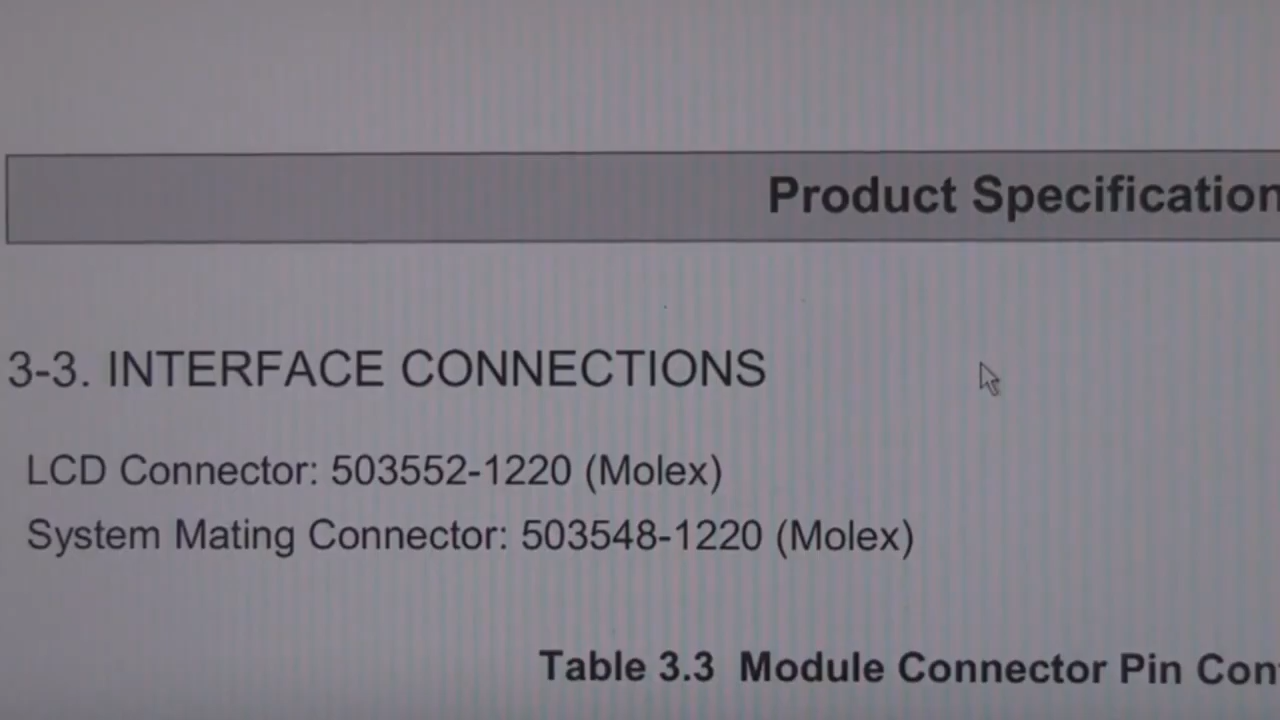 Product Specification
3-3. INTERFACE CONNECTIONS
LCD Connector: 503552-1220 (Molex)
System Mating Connector: 503548-1220 (Molex)
Table 3.3 Module Connector Pin Con